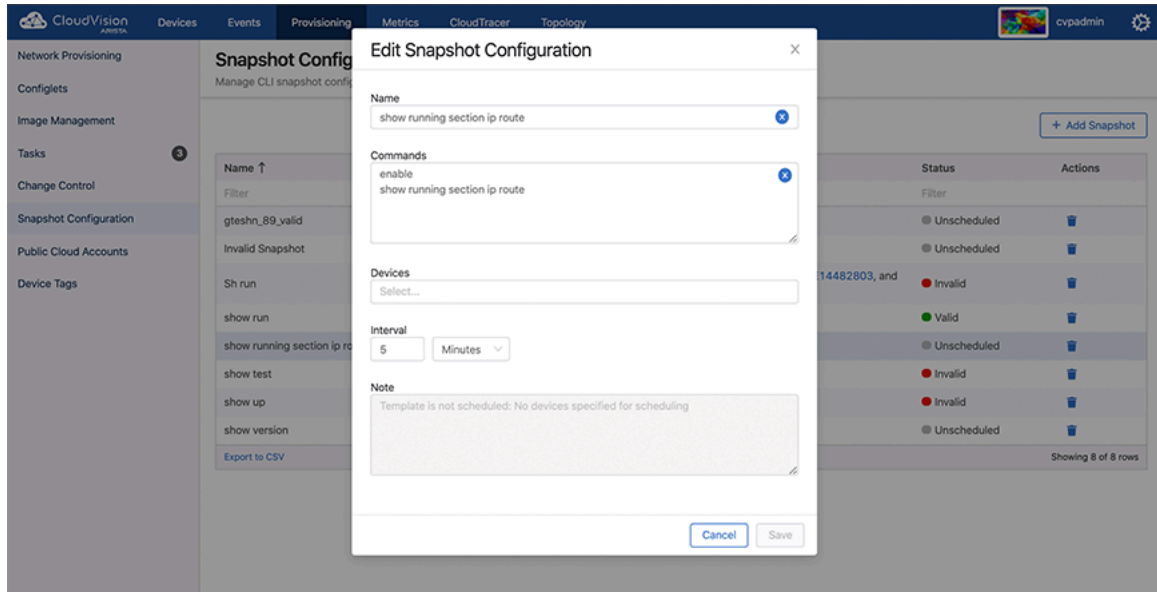 CloudVision
ARISTA
Devices
Events
Provisioning
Metrics
CloudTracer
Topology
cvpadmin
Network Provisioning
Configlets
Image Management
Tasks
3
Change Control
Snapshot Configuration
Public Cloud Accounts
Device Tags
Snapshot Config
Manage CLI snapshot config
+ Add Snapshot
Name ↑
Status
Actions
Filter
Filter
gteshn_89_valid
Unscheduled
Invalid Snapshot
Unscheduled
Sh run
14482803, and
Invalid
show run
Valid
show running section ip ro
Unscheduled
show test
Invalid
show up
Invalid
show version
Unscheduled
Export to CSV
Showing 8 of 8 rows
Edit Snapshot Configuration
Name
show running section ip route
Commands
enable
show running section ip route
Devices
Select...
Interval
5
Minutes
Note
Template is not scheduled: No devices specified for scheduling
Cancel
Save